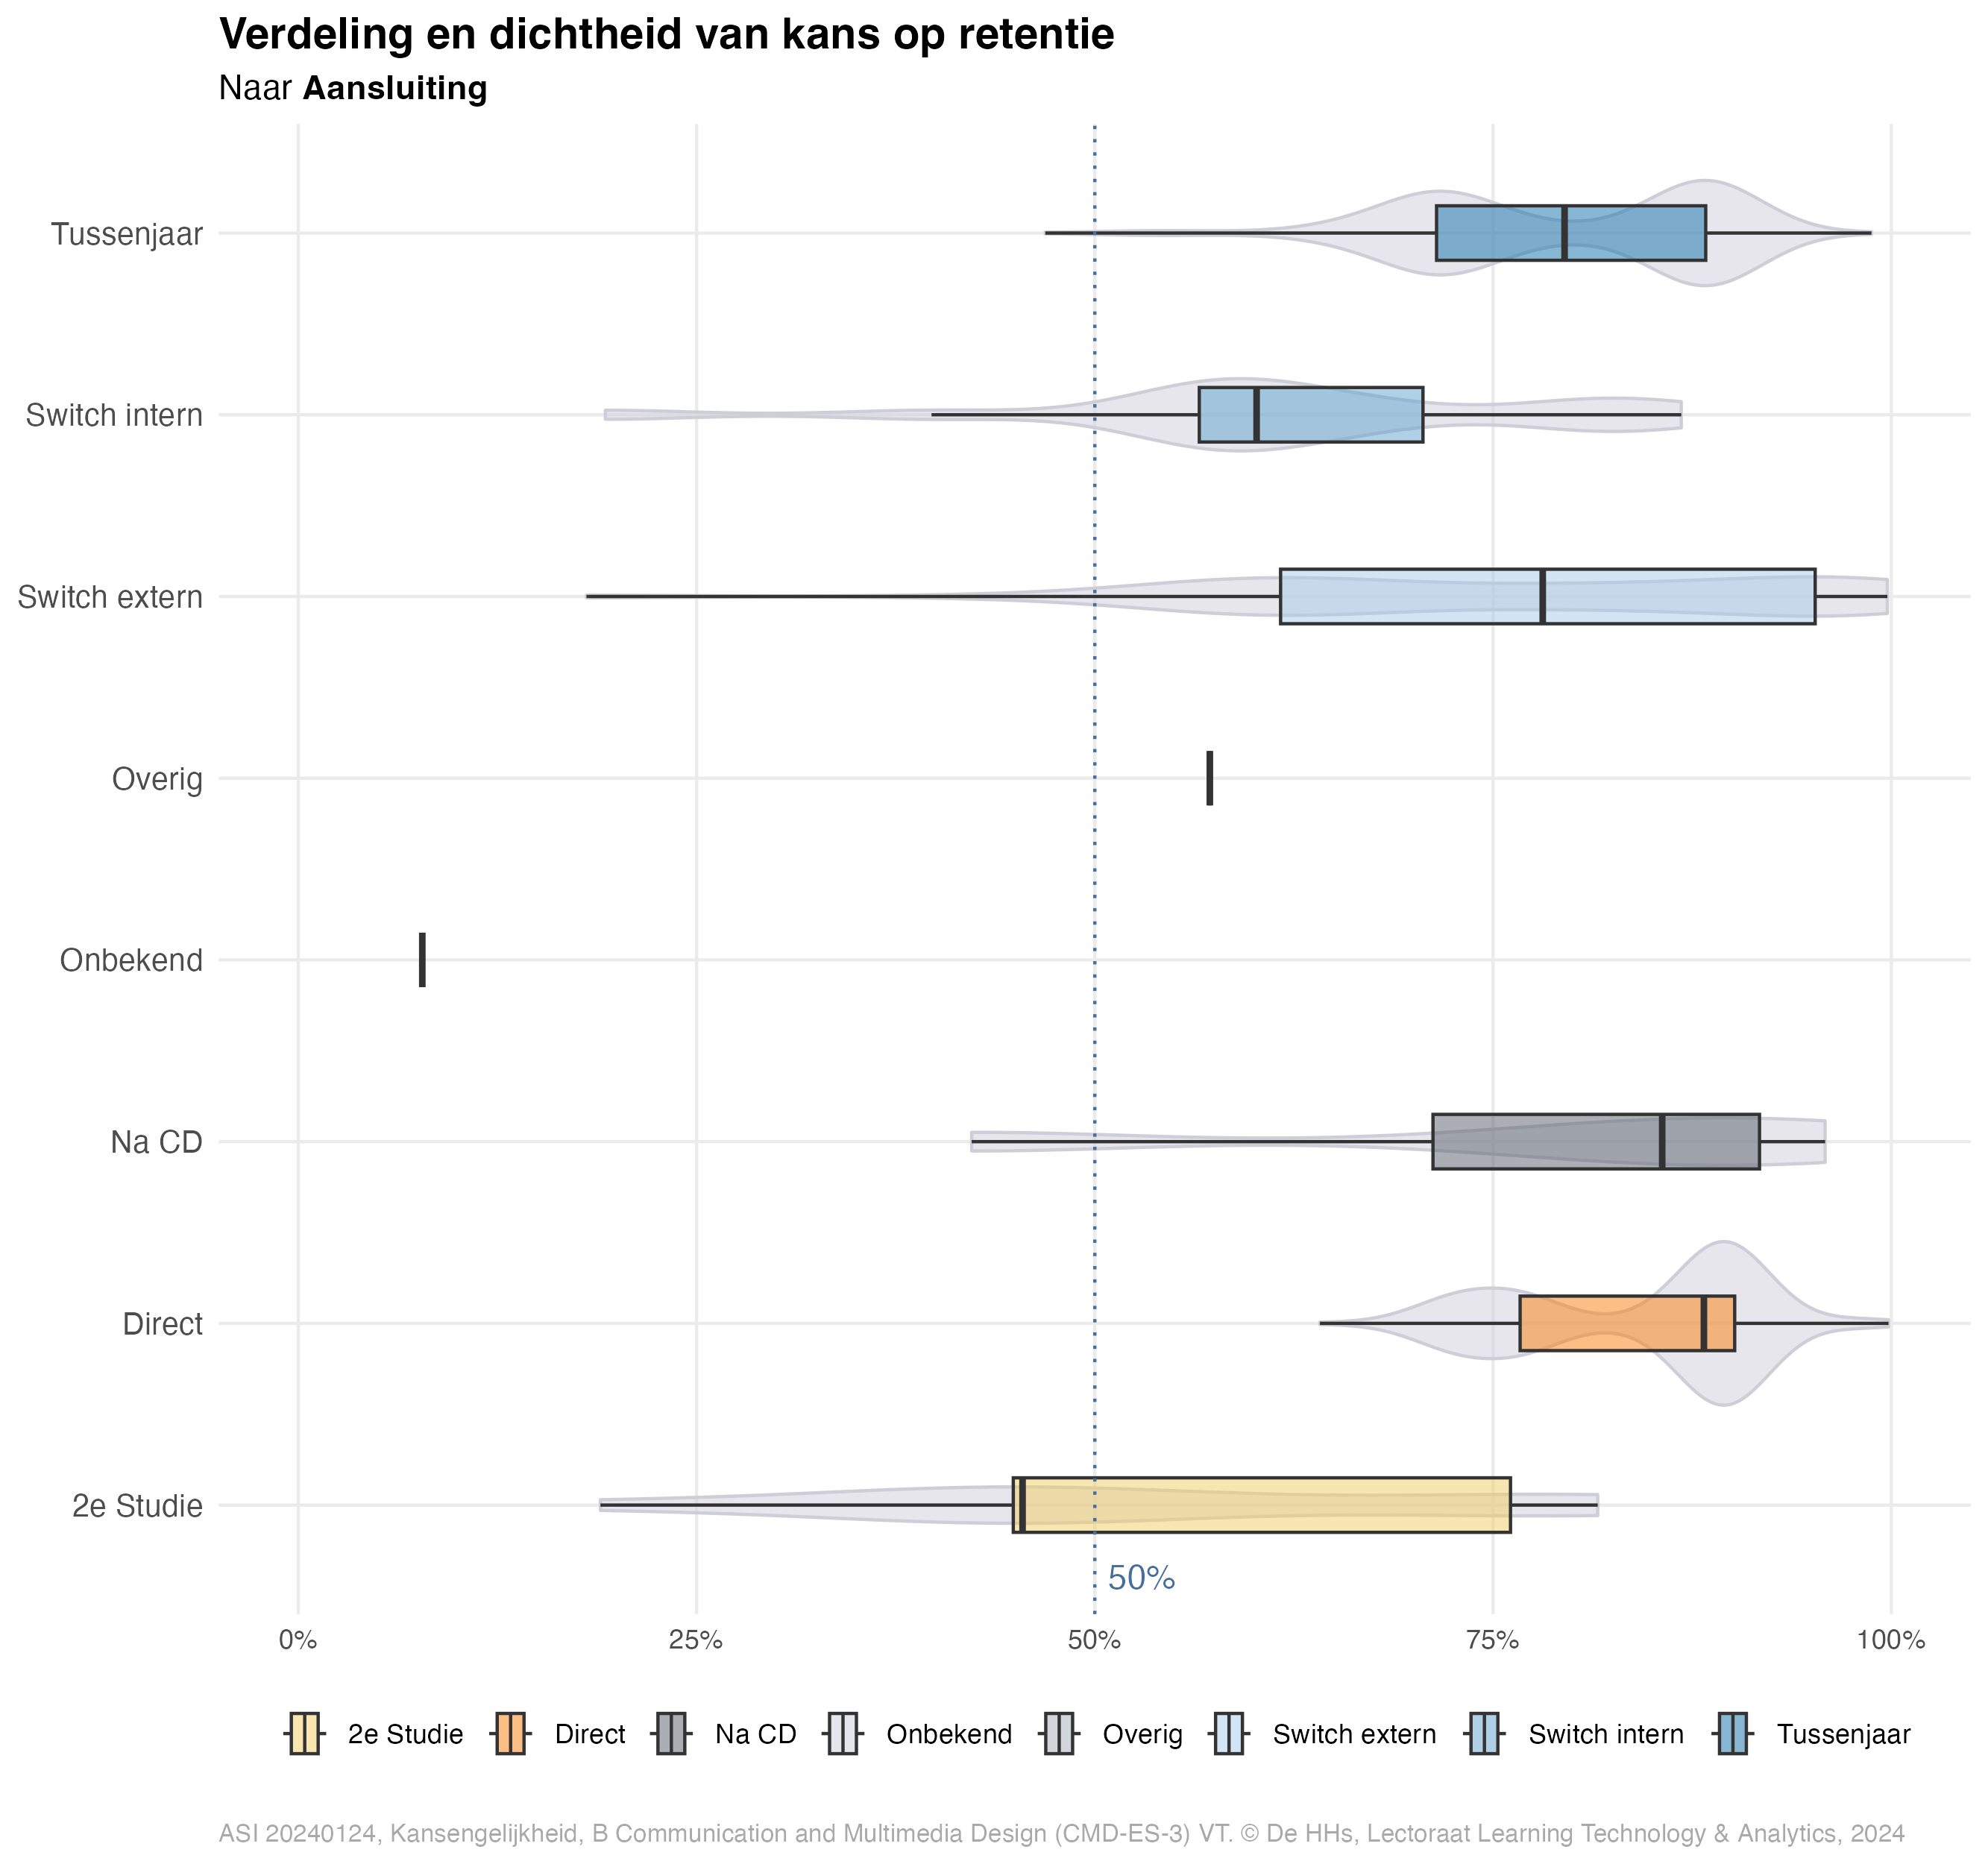 Verdeling en dichtheid van kans op retentie
Naar Aansluiting
Tussenjaar
Switch intern
Switch extern
Overig
Onbekend
Na CD
Direct
2e Studie
50%
0% 25% 50% 75% 100%
2e Studie Direct Na CD Onbekend Overig Switch extern Switch intern Tussenjaar
ASI 20240124, Kansengelijkheid, B Communication and Multimedia Design (CMD-ES-3) VT. © De HHs, Lectoraat Learning Technology & Analytics, 2024